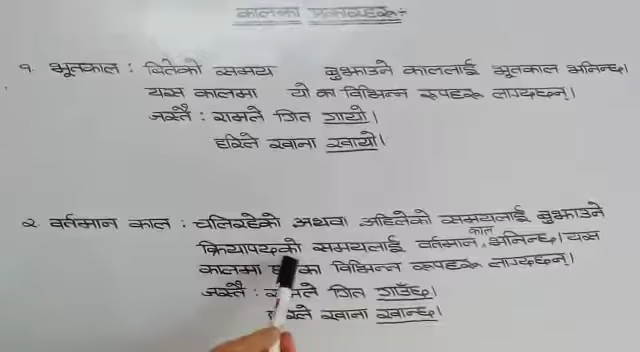 कालका प्रकारहरू :-
१. भूतकाल : बितेको समय बुझाउने काललाई भूतकाल भनिन्छ।
यस कालमा यो का विभिन्न रूपहरू लाग्दछन्।
जस्तै : रामले गित गायो।
हरिले खाना खायो।
२. वर्तमान काल : चलिरहेको अथवा अहिलेको समयलाई बुझाउने
क्रियापदको समयलाई वर्तमान काल भनिन्छ। यस
कालमा का विभिन्न रूपहरू लाग्दछन्।
जस्तै : रामले गित गाउँछ।
हरिले खाना खान्छ।